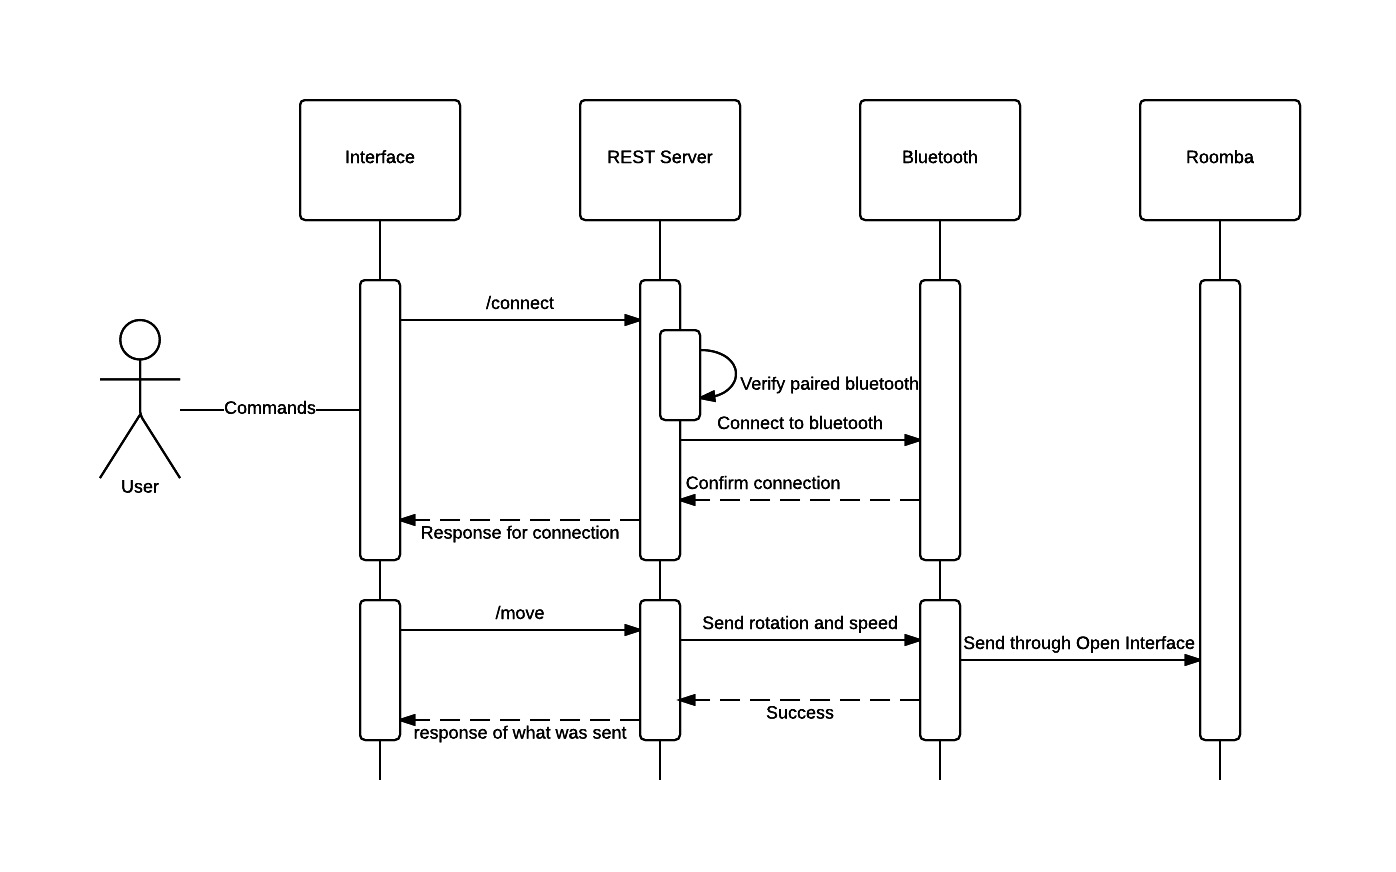 Interface
REST Server
Bluetooth
Roomba
/connect
Verify paired bluetooth
Commands
Connect to bluetooth
User
Confirm connection
Response for connection
/move
Send rotation and speed
Send through Open Interface
Success
response of what was sent